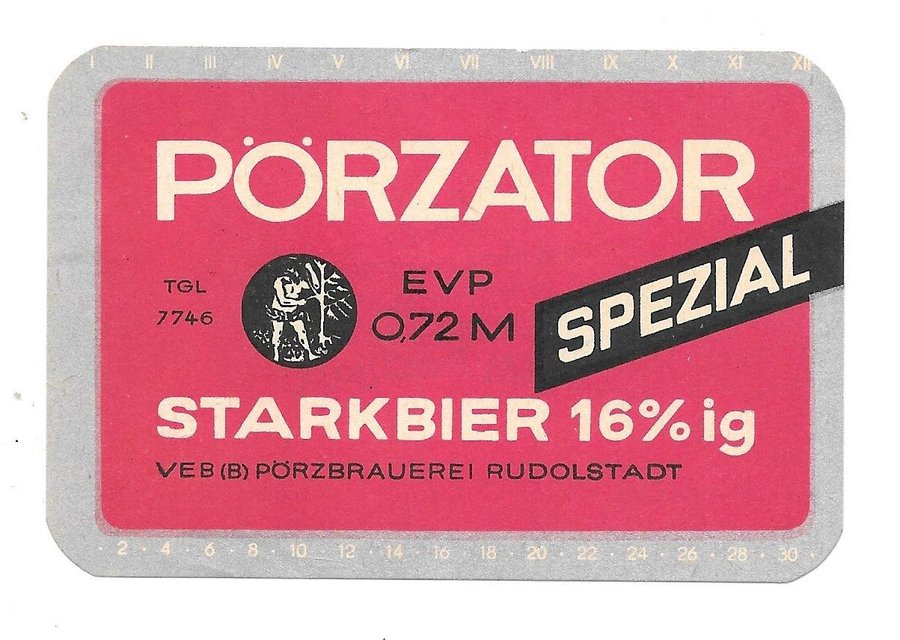 I II III IV V VI VII VIII IX X XI XII
PÖRZATOR
SPEZIAL
TGL
7746
EVP
0,72 M
STARKBIER 16% ig
VEB (B) PÖRZBRAUEREI RUDOLSTADT
· 2 · 4 · 6 · 8 · 10 · 12 · 14 · 16 · 18 · 20 · 22 · 24 · 26 · 28 · 30 ·